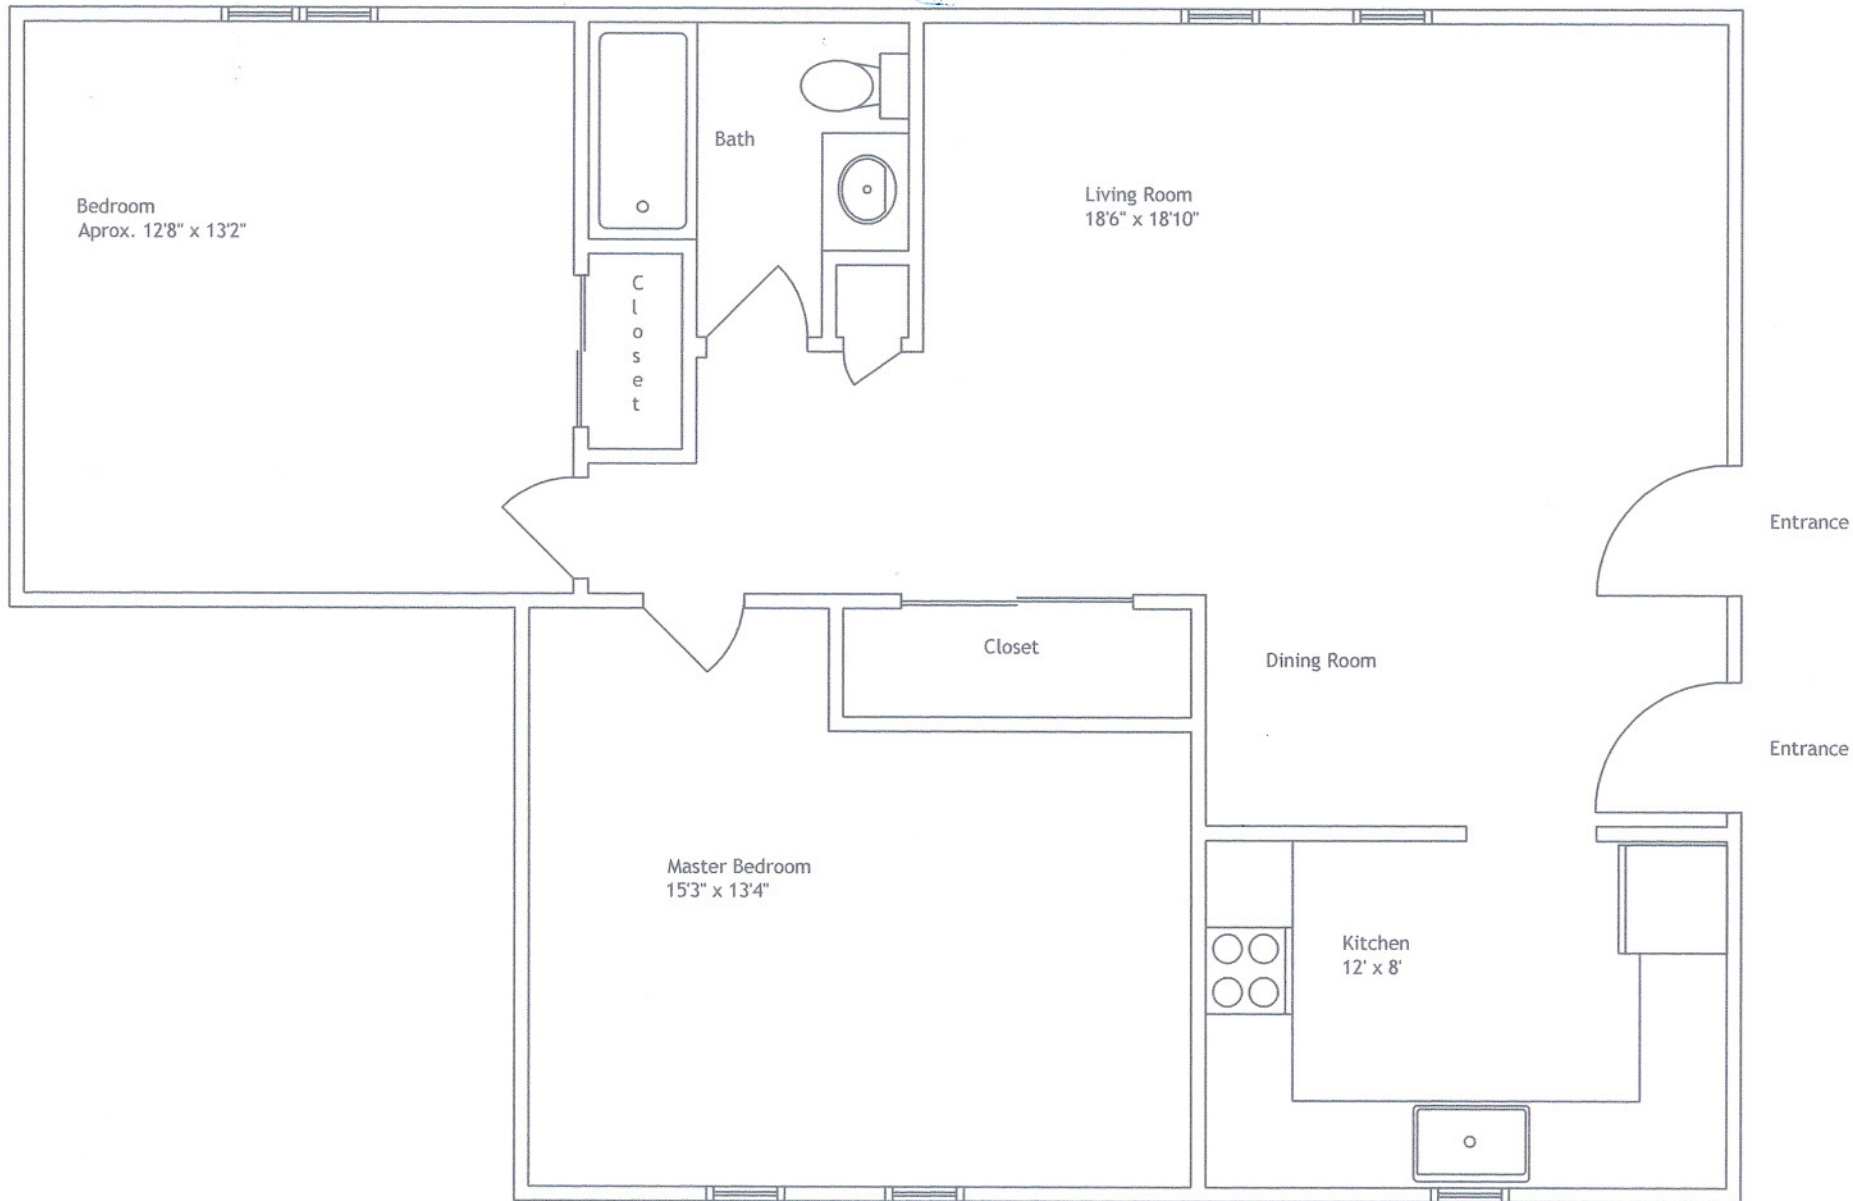 Bath
Living Room
18'6" x 18'10"
Bedroom
Aprox. 12'8" x 13'2"
Closet
Entrance
Closet
Dining Room
Entrance
Master Bedroom
15'3" x 13'4"
Kitchen
12' x 8'